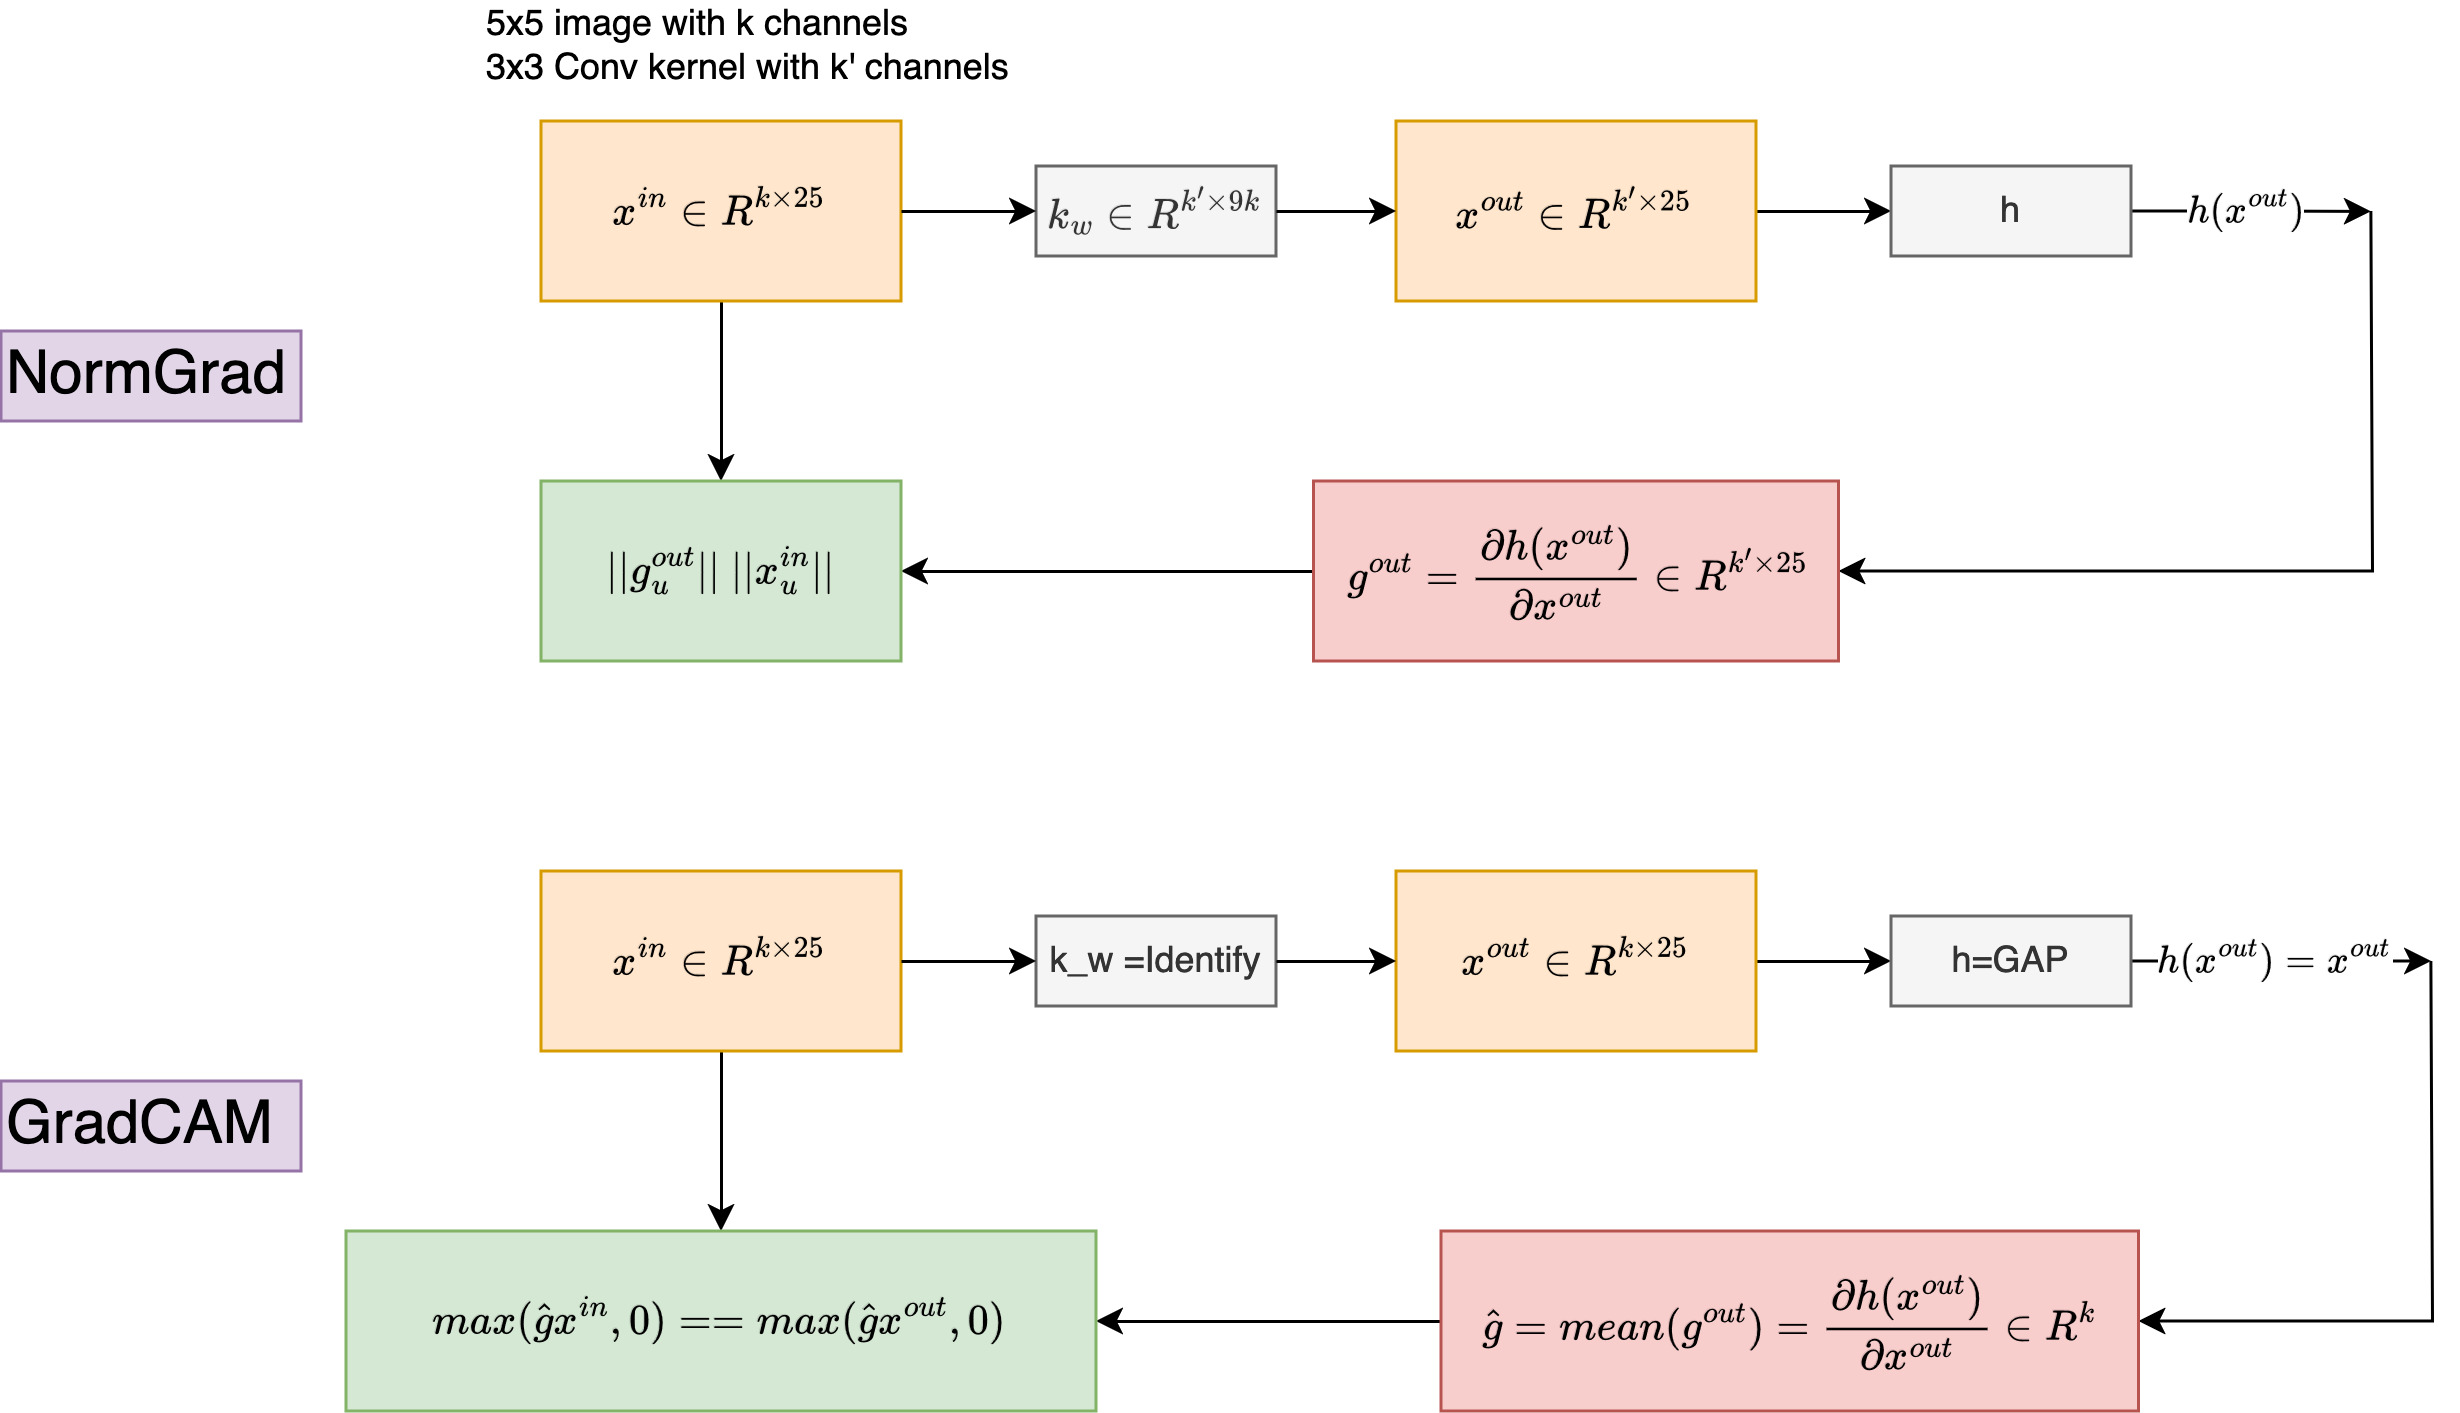 5x5 image with k channels
3x3 Conv kernel with k' channels
$x^{in} \in R^{k \times 25}$
$k_w \in R^{k' \times 9k}$
$x^{out} \in R^{k' \times 25}$
h
$h(x^{out})$
NormGrad
$||g_u^{out}|| \; ||x_u^{in}||$
$g^{out} = \frac{\partial h(x^{out})}{\partial x^{out}} \in R^{k' \times 25}$
$x^{in} \in R^{k \times 25}$
k_w =Identify
$x^{out} \in R^{k \times 25}$
h=GAP
$h(x^{out}) = x^{out}$
GradCAM
$max(\hat{g}x^{in}, 0) == max(\hat{g}x^{out}, 0)$
$\hat{g} = mean(g^{out}) = \frac{\partial h(x^{out})}{\partial x^{out}} \in R^k$